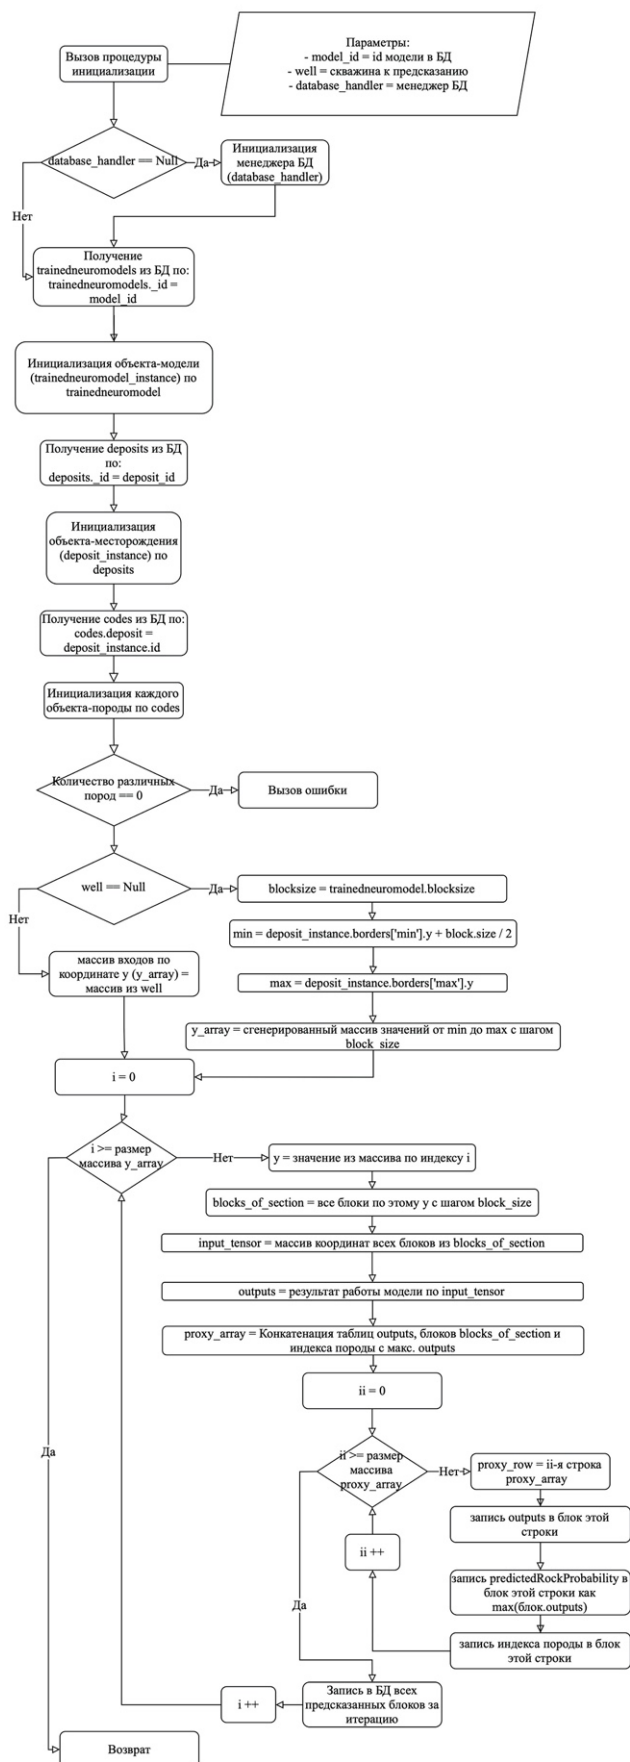 Вызов процедуры
инициализации
Параметры:
- model_id = id модели в БД
- well = скважина к предсказанию
- database_handler = менеджер БД
database_handler == Null
Да
Инициализация
менеджера БД
(database_handler)
Нет
Получение
trainedneuromodels из БД по:
trainedneuromodels._id =
model_id
Инициализация объекта-модели
(trainedneuromodel_instance) по
trainedneuromodel
Получение deposits из БД
по:
deposits._id = deposit_id
Инициализация
объекта-месторождения
(deposit_instance) по
deposits
Получение codes из БД по:
codes.deposit =
deposit_instance.id
Инициализация каждого
объекта-породы по codes
Количество различных
пород == 0
Да
Вызов ошибки
well == Null
Да
blocksize = trainedneuromodel.blocksize
Нет
min = deposit_instance.borders['min'].y + block.size / 2
массив входов по
координате y (y_array) =
массив из well
max = deposit_instance.borders['max'].y
y_array = сгенерированный массив значений от min до max с шагом
block_size
i = 0
i >= размер
массива y_array
Нет
y = значение из массива по индексу i
blocks_of_section = все блоки по этому y с шагом block_size
input_tensor = массив координат всех блоков из blocks_of_section
outputs = результат работы модели по input_tensor
proxy_array = Конкатенация таблиц outputs, блоков blocks_of_section и
индекса породы с макс. outputs
ii = 0
Да
ii >= размер
массива
proxy_array
Нет
proxy_row = ii-я строка
proxy_array
запись outputs в блок этой
строки
ii ++
запись predictedRockProbability в
блок этой строки как
max(блок.outputs)
Да
запись индекса породы в блок
этой строки
i ++
Запись в БД всех
предсказанных блоков за
итерацию
Возврат